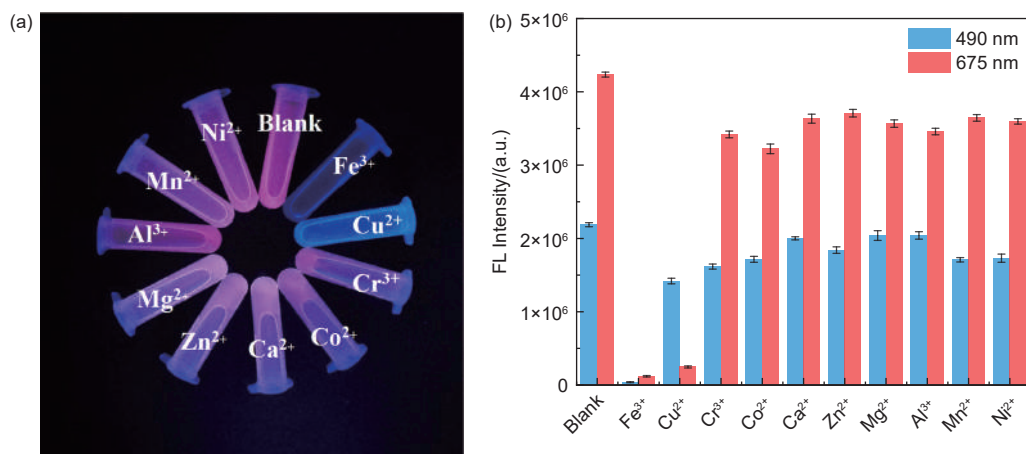 (a)
Blank
Fe³⁺
Cu²⁺
Cr³⁺
Co²⁺
Ca²⁺
Zn²⁺
Mg²⁺
Al³⁺
Mn²⁺
Ni²⁺
(b)
FL Intensity/(a.u.)
5×10⁶
4×10⁶
3×10⁶
2×10⁶
1×10⁶
0
490 nm
675 nm
Blank
Fe³⁺
Cu²⁺
Cr³⁺
Co²⁺
Ca²⁺
Zn²⁺
Mg²⁺
Al³⁺
Mn²⁺
Ni²⁺